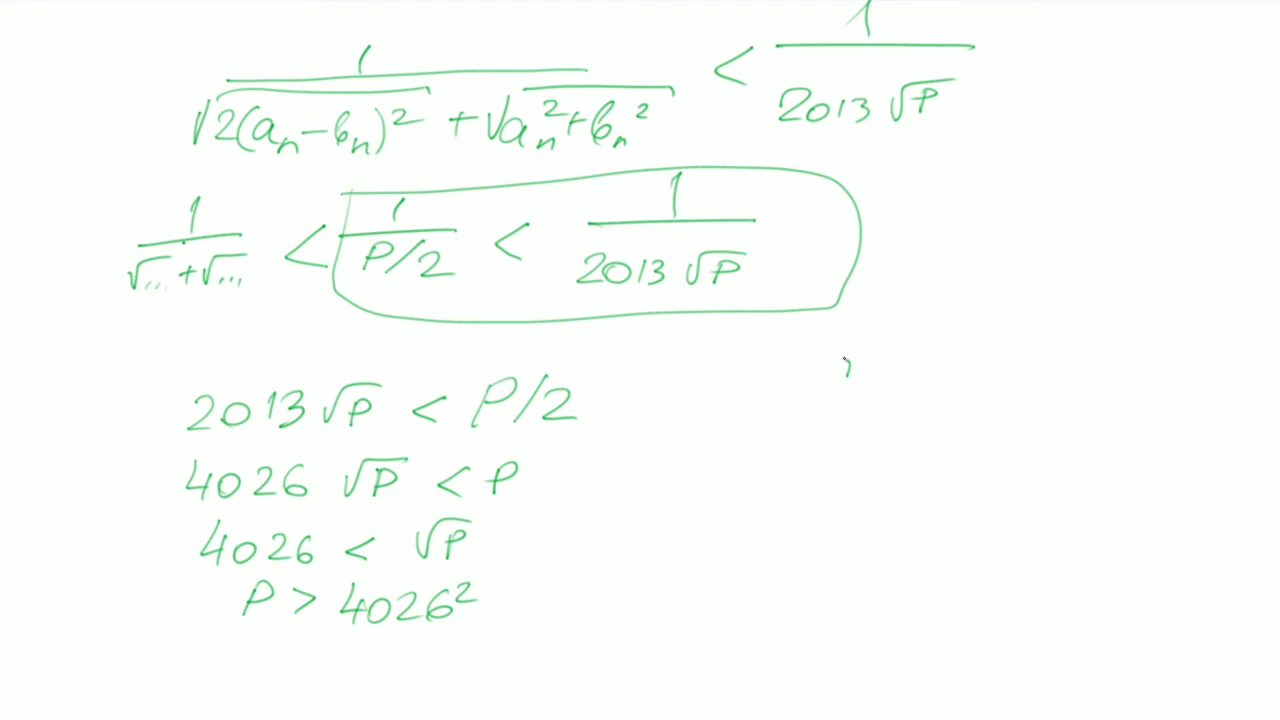 1/(√(2(aₙ-bₙ)²) + √(aₙ²+bₙ²)) < 1/(2013 √P)
1/(√... + √...) < 1/(P/2) < 1/(2013 √P)
2013 √P < P/2
4026 √P < P
4026 < √P
P > 4026²